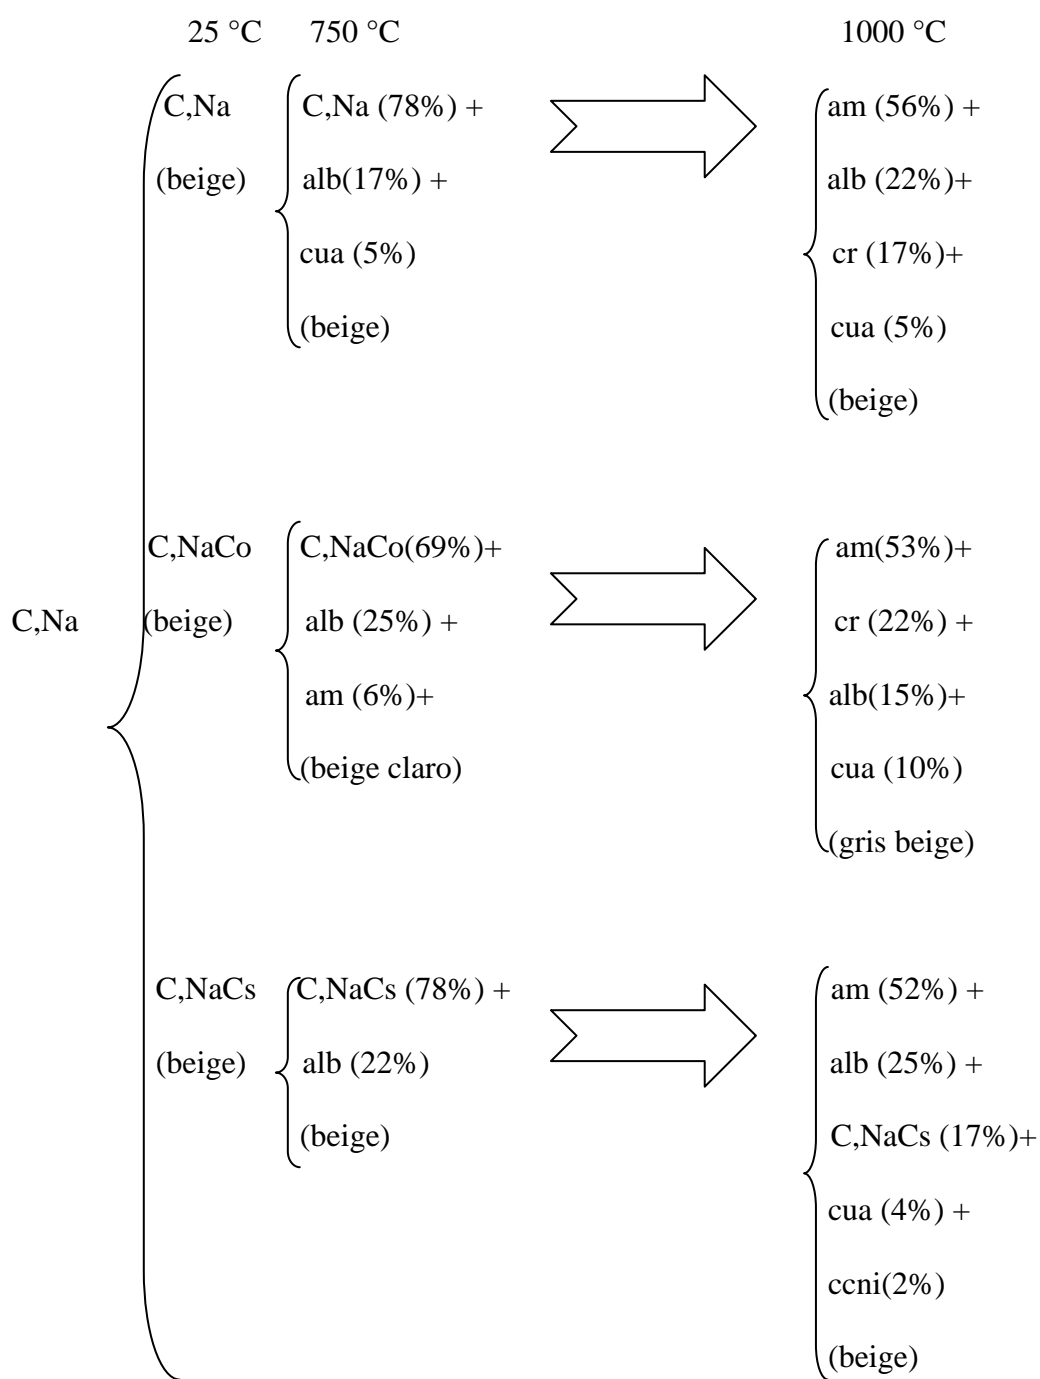 25 °C 750 °C 1000 °C
C,Na C,Na (78%) + am (56%) +
(beige) alb(17%) + alb (22%)+
cua (5%) cr (17%)+
(beige) cua (5%)
(beige)
C,NaCo C,NaCo(69%)+ am(53%)+
C,Na (beige) alb (25%) + cr (22%) +
am (6%)+ alb(15%)+
(beige claro) cua (10%)
(gris beige)
C,NaCs C,NaCs (78%) + am (52%) +
(beige) alb (22%) alb (25%) +
(beige) C,NaCs (17%)+
cua (4%) +
ccni(2%)
(beige)